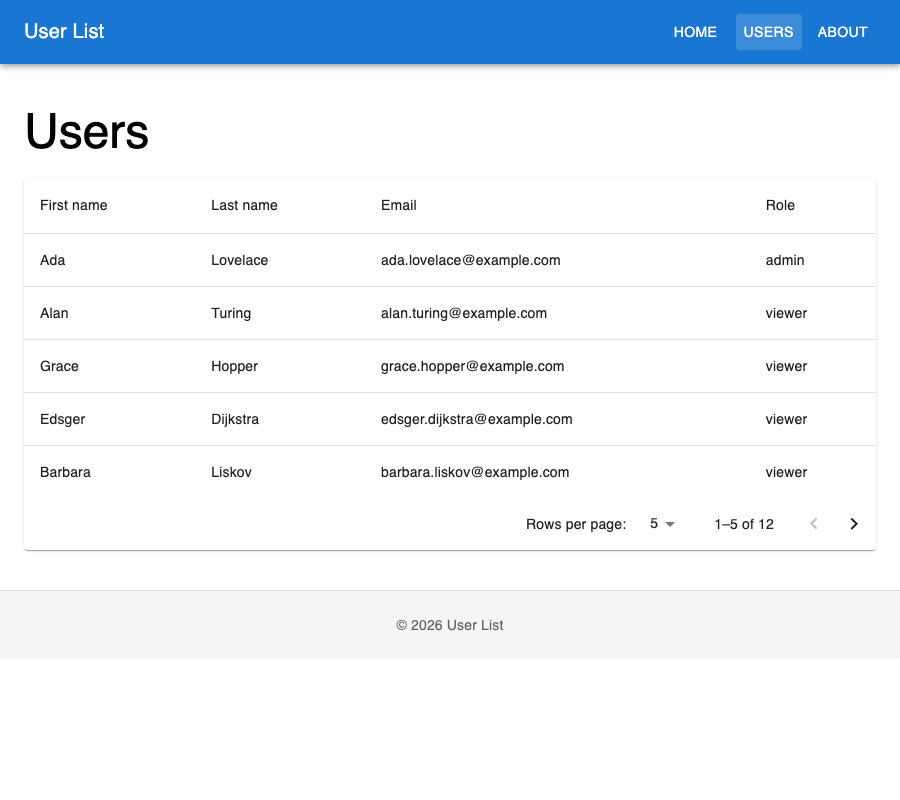 User List HOME USERS ABOUT
Users
First name Last name Email Role
Ada Lovelace ada.lovelace@example.com admin
Alan Turing alan.turing@example.com viewer
Grace Hopper grace.hopper@example.com viewer
Edsger Dijkstra edsger.dijkstra@example.com viewer
Barbara Liskov barbara.liskov@example.com viewer
Rows per page: 5 1–5 of 12
© 2026 User List